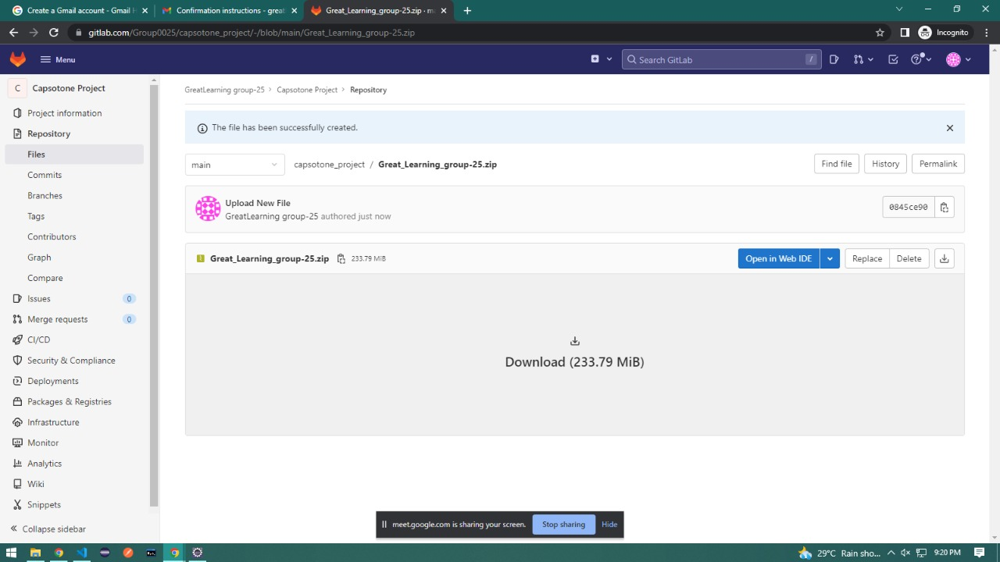 Create a Gmail account - Gmail H
Confirmation instructions - great
Great_Learning_group-25.zip · ma
gitlab.com/Group0025/capsotone_project/-/blob/main/Great_Learning_group-25.zip
Incognito
Menu
Search GitLab
/
C
Capsotone Project
Project information
Repository
Files
Commits
Branches
Tags
Contributors
Graph
Compare
Issues 0
Merge requests 0
CI/CD
Security & Compliance
Deployments
Packages & Registries
Infrastructure
Monitor
Analytics
Wiki
Snippets
Collapse sidebar
GreatLearning group-25 > Capsotone Project > Repository
The file has been successfully created.
main
capsotone_project / Great_Learning_group-25.zip
Find file
History
Permalink
Upload New File
GreatLearning group-25 authored just now
0845ce90
Great_Learning_group-25.zip 233.79 MiB
Open in Web IDE
Replace
Delete
Download (233.79 MiB)
meet.google.com is sharing your screen.
Stop sharing
Hide
29°C Rain sho...
9:20 PM